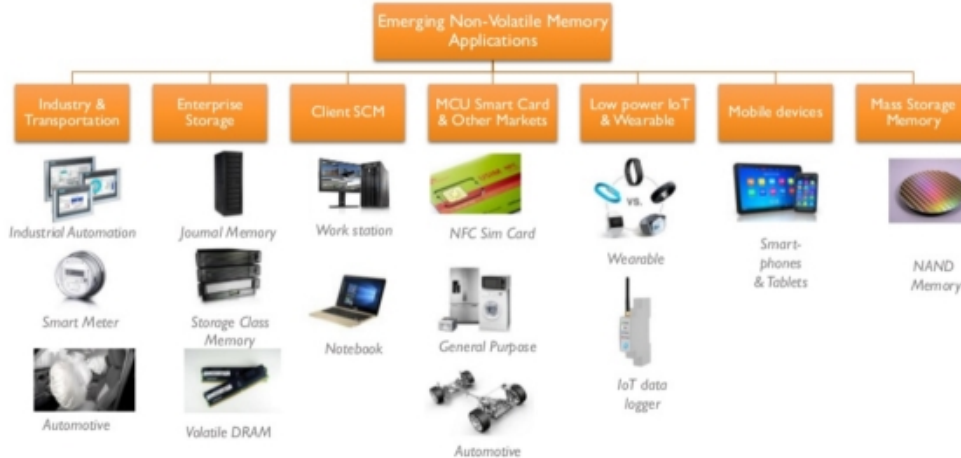 Emerging Non-Volatile Memory
Applications
Industry &
Transportation
Enterprise
Storage
Client SCM
MCU Smart Card
& Other Markets
Low power IoT
& Wearable
Mobile devices
Mass Storage
Memory
Industrial Automation
Journal Memory
Work station
NFC Sim Card
VS.
Wearable
Smart-
phones
& Tablets
NAND
Memory
Smart Meter
Storage Class
Memory
Notebook
General Purpose
IoT data
logger
Automotive
Volatile DRAM
Automotive